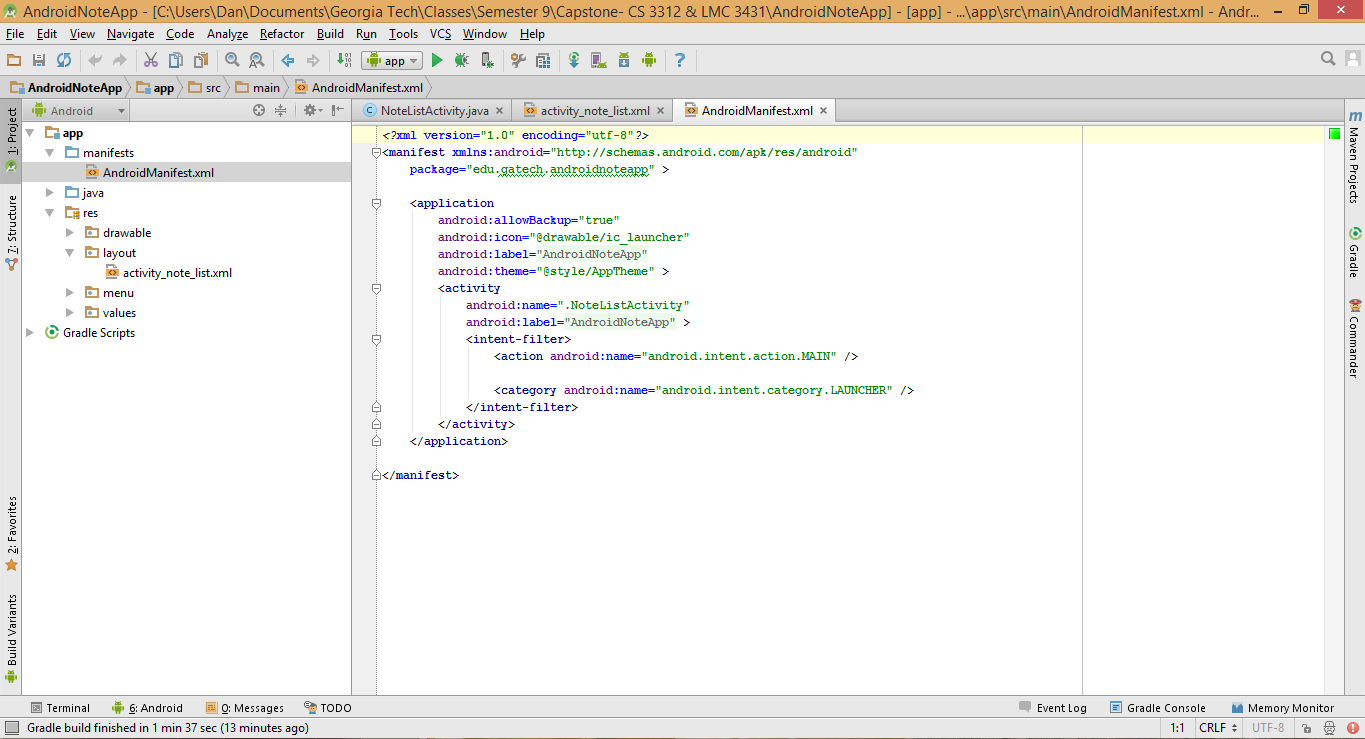 AndroidNoteApp - [C:\Users\Dan\Documents\Georgia Tech\Classes\Semester 9\Capstone- CS 3312 & LMC 3431\AndroidNoteApp] - [app] - ...\app\src\main\AndroidManifest.xml - Andr...
File Edit View Navigate Code Analyze Refactor Build Run Tools VCS Window Help
app
AndroidNoteApp app src main AndroidManifest.xml
Android
NoteListActivity.java activity_note_list.xml AndroidManifest.xml
1: Project
7: Structure
2: Favorites
Build Variants
app
manifests
AndroidManifest.xml
java
res
drawable
layout
activity_note_list.xml
menu
values
Gradle Scripts
<?xml version="1.0" encoding="utf-8"?>
<manifest xmlns:android="http://schemas.android.com/apk/res/android"
package="edu.gatech.androidnoteapp" >
<application
android:allowBackup="true"
android:icon="@drawable/ic_launcher"
android:label="AndroidNoteApp"
android:theme="@style/AppTheme" >
<activity
android:name=".NoteListActivity"
android:label="AndroidNoteApp" >
<intent-filter>
<action android:name="android.intent.action.MAIN" />
<category android:name="android.intent.category.LAUNCHER" />
</intent-filter>
</activity>
</application>
</manifest>
Maven Projects
Gradle
Commander
Terminal 6: Android 0: Messages TODO Event Log Gradle Console Memory Monitor
Gradle build finished in 1 min 37 sec (13 minutes ago) 1:1 CRLF UTF-8